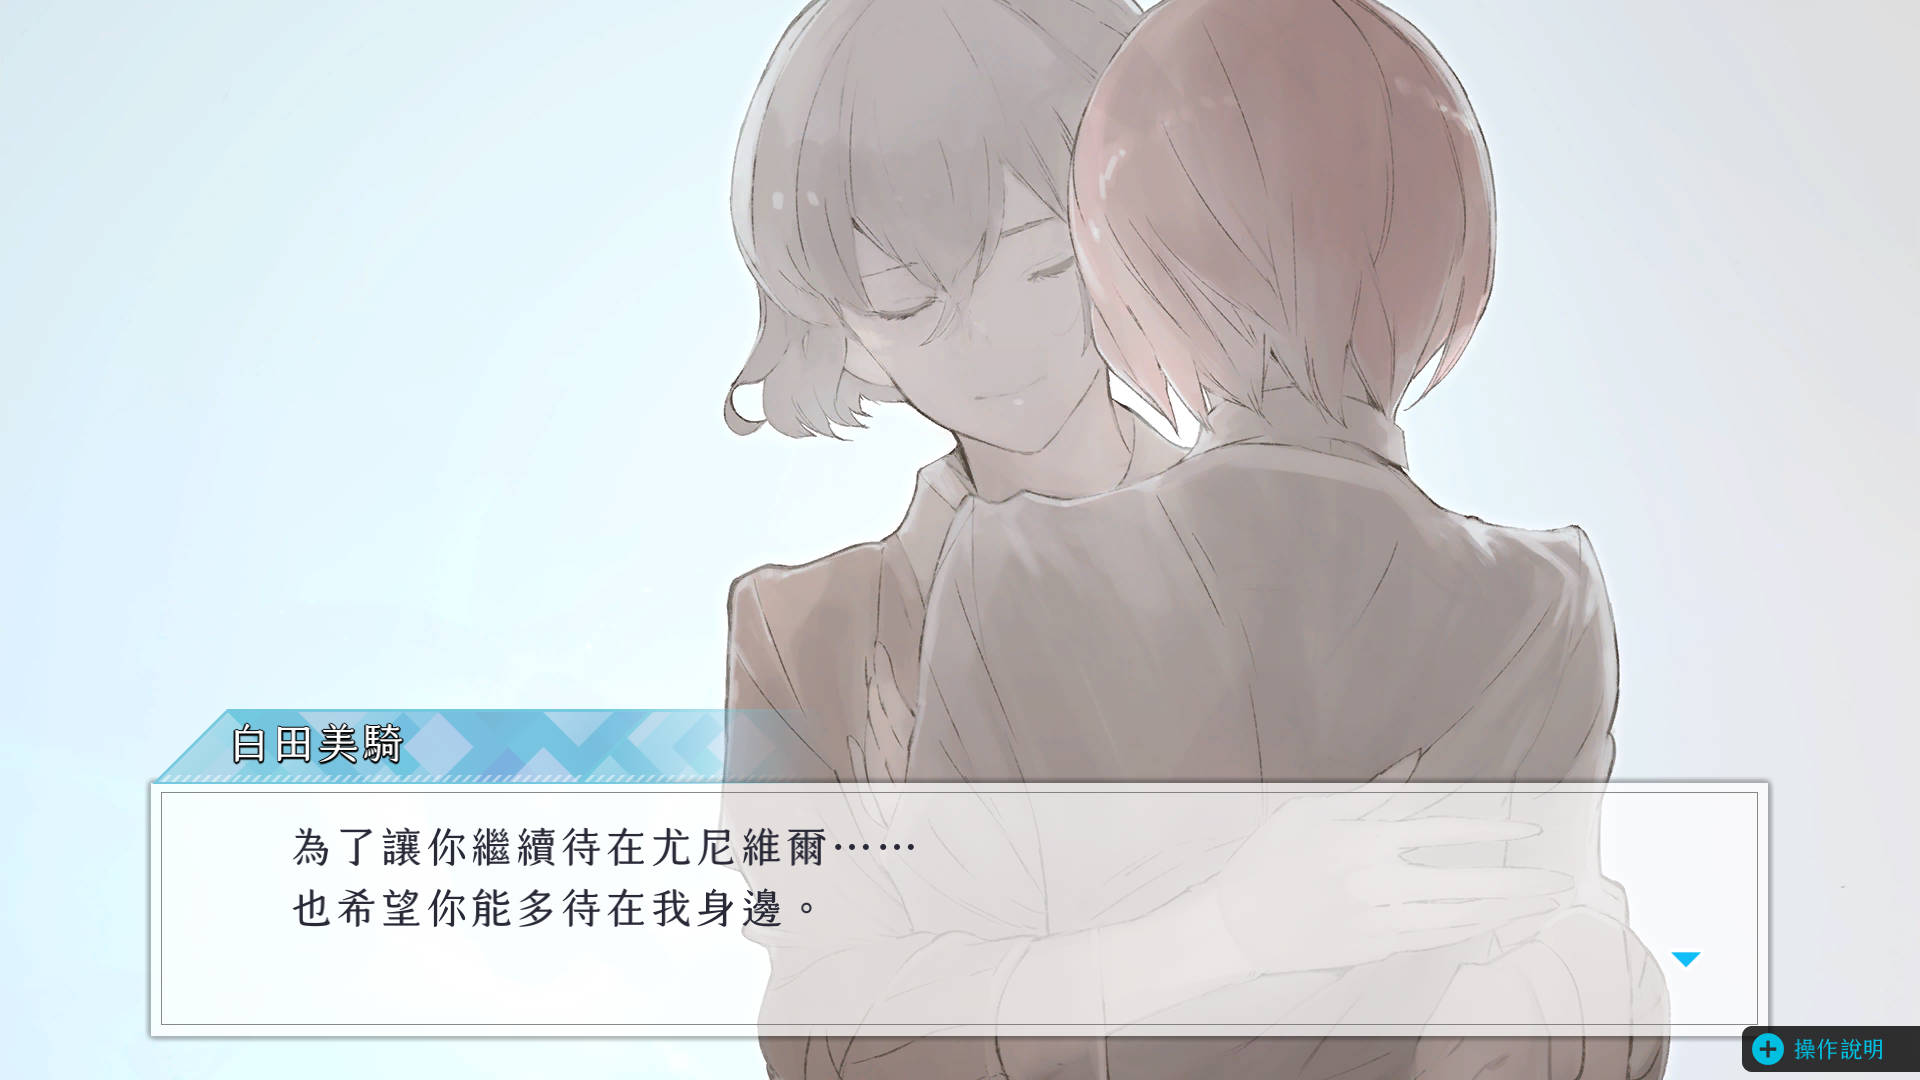 白田美騎
為了讓你繼續待在尤尼維爾……
也希望你能多待在我身邊。
操作說明